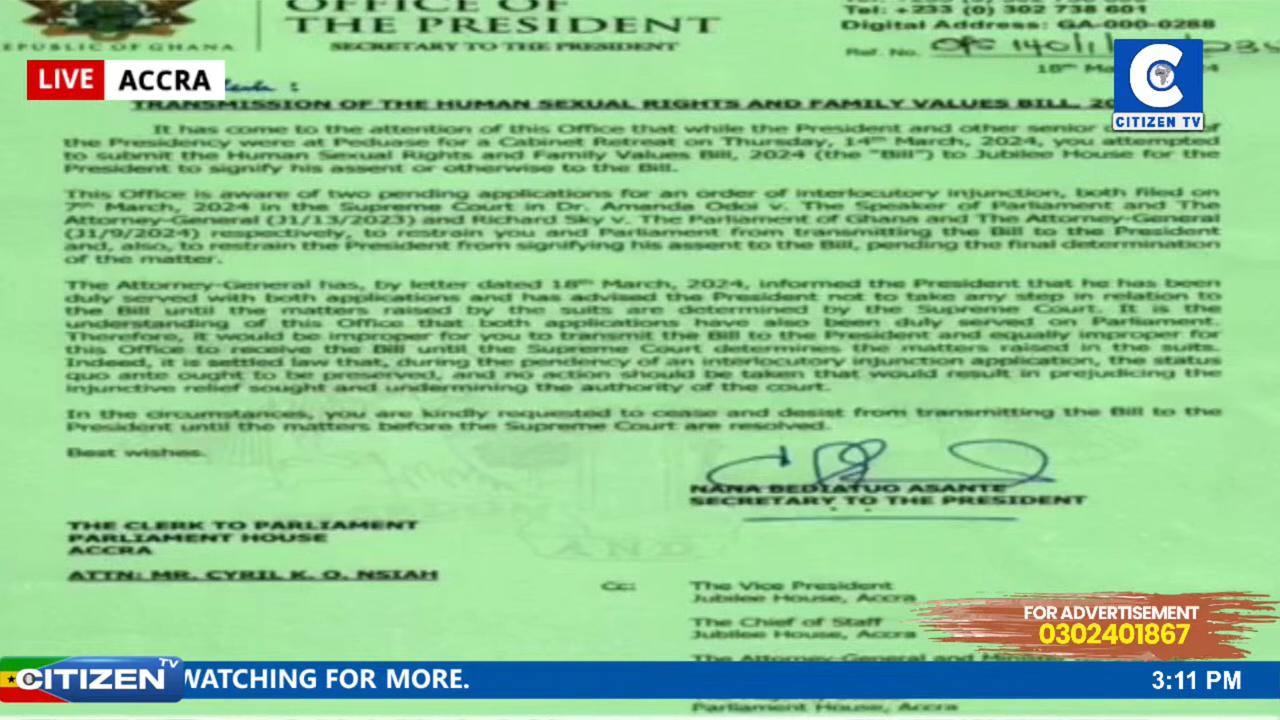 OFFICE OF
THE PRESIDENT
REPUBLIC OF GHANA
SECRETARY TO THE PRESIDENT
Tel: +233 (0) 302 738 601
Digital Address: GA-000-0288
Ref. No.
LIVE ACCRA
CITIZEN TV
TRANSMISSION OF THE HUMAN SEXUAL RIGHTS AND FAMILY VALUES BILL, 20
It has come to the attention of this Office that while the President and other senior of
the Presidency were at Peduase for a Cabinet Retreat on Thursday, 14th March, 2024, you attempted
to submit the Human Sexual Rights and Family Values Bill, 2024 (the "Bill") to Jubilee House for the
President to signify his assent or otherwise to the Bill.
This Office is aware of two pending applications for an order of interlocutory injunction, both filed on
7th March, 2024 in the Supreme Court in Dr. Amanda Odoi v. The Speaker of Parliament and The
Attorney-General (J1/13/2023) and Richard Sky v. The Parliament of Ghana and The Attorney-General
(J1/9/2024) respectively, to restrain you and Parliament from transmitting the Bill to the President
and, also, to restrain the President from signifying his assent to the Bill, pending the final determination
of the matter.
The Attorney-General has, by letter dated 18th March, 2024, informed the President that he has been
duly served with both applications and has advised the President not to take any step in relation to
the Bill until the matters raised by the suits are determined by the Supreme Court. It is the
understanding of this Office that both applications have also been duly served on Parliament.
Therefore, it would be improper for you to transmit the Bill to the President and equally improper for
this Office to receive the Bill until the Supreme Court determines the matters raised in the suits.
Indeed, it is settled law that, during the pendency of an interlocutory injunction application, the status
quo ante ought to be preserved, and no action should be taken that would result in prejudicing the
injunctive relief sought and undermining the authority of the court.
In the circumstances, you are kindly requested to cease and desist from transmitting the Bill to the
President until the matters before the Supreme Court are resolved.
Best wishes.
NANA BEDIATUO ASANTE
SECRETARY TO THE PRESIDENT
THE CLERK TO PARLIAMENT
PARLIAMENT HOUSE
ACCRA
ATTN: MR. CYRIL K. O. NSIAH
Cc:
The Vice President
Jubilee House, Accra
The Chief of Staff
Jubilee House, Accra
The Attorney-General and
Parliament House, Accra
FOR ADVERTISEMENT
0302401867
CITIZEN TV
WATCHING FOR MORE.
3:11 PM